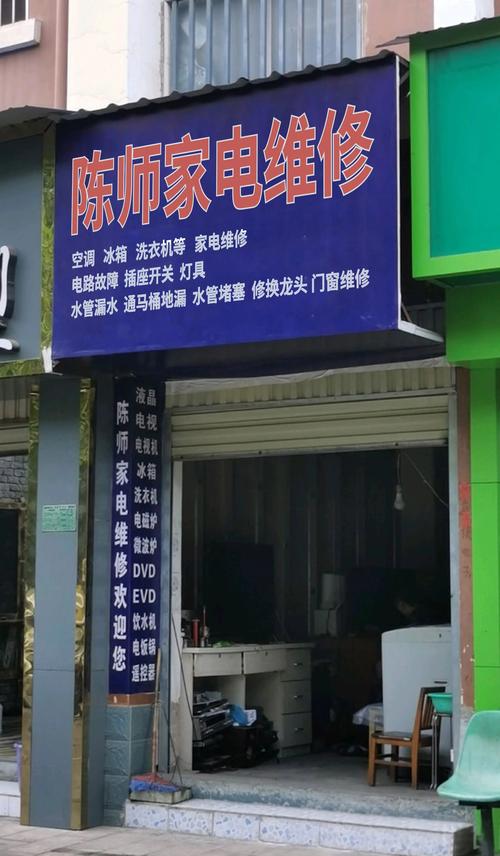 陈师家电维修
空调 冰箱 洗衣机等 家电维修
电路故障 插座开关 灯具
水管漏水 通马桶地漏 水管堵塞 修换龙头 门窗维修
陈师家电维修欢迎您
液晶
电视
电视机
冰箱
洗衣机
电磁炉
微波炉
DVD
EVD
饮水机
电饭锅
遥控器